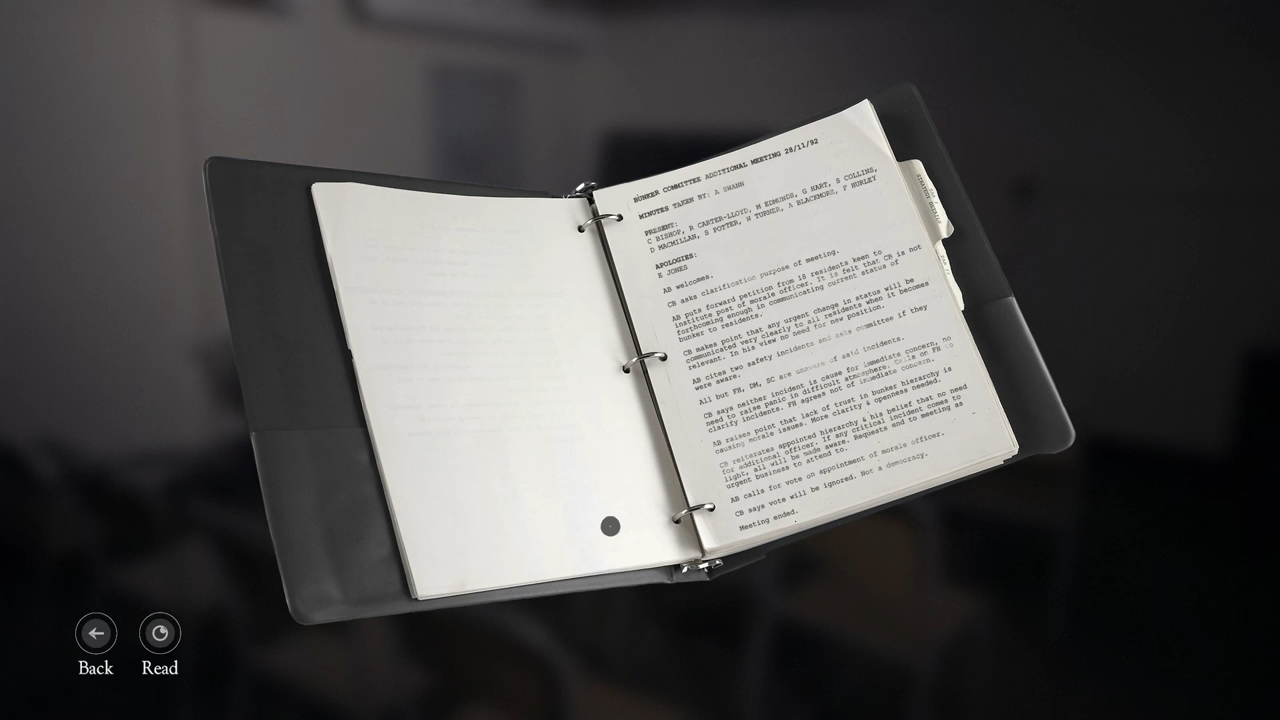 BUNKER COMMITTEE ADDITIONAL MEETING 28/11/92
MINUTES TAKEN BY: A SWANN
PRESENT:
C BISHOP, R CARTER-LLOYD, M EDMUNDS, G HART, S COLLINS,
D MACMILLAN, S POTTER, N TURNER, A BLACKMORE, F HURLEY
APOLOGIES:
E JONES
AB welcomes.
CB asks clarification purpose of meeting.
AB puts forward petition from 18 residents keen to
institute post of morale officer. It is felt that CB is not
forthcoming enough in communicating current status of
bunker to residents.
CB makes point that any urgent change in status will be
communicated very clearly to all residents when it becomes
relevant. In his view no need for new position.
AB cites two safety incidents and asks committee if they
were aware.
All but FH, DM, SC are unaware of said incidents.
CB says neither incident is cause for immediate concern, no
need to raise panic in difficult atmosphere. Calls on FH to
clarify incidents. FH agrees not of immediate concern.
AB raises point that lack of trust in bunker hierarchy is
causing morale issues. More clarity & openness needed.
CB reiterates appointed hierarchy & his belief that no need
for additional officer. If any critical incident comes to
light, all will be made aware. Requests end to meeting as
urgent business to attend to.
AB calls for vote on appointment of morale officer.
CB says vote will be ignored. Not a democracy.
Meeting ended.
Back
Read